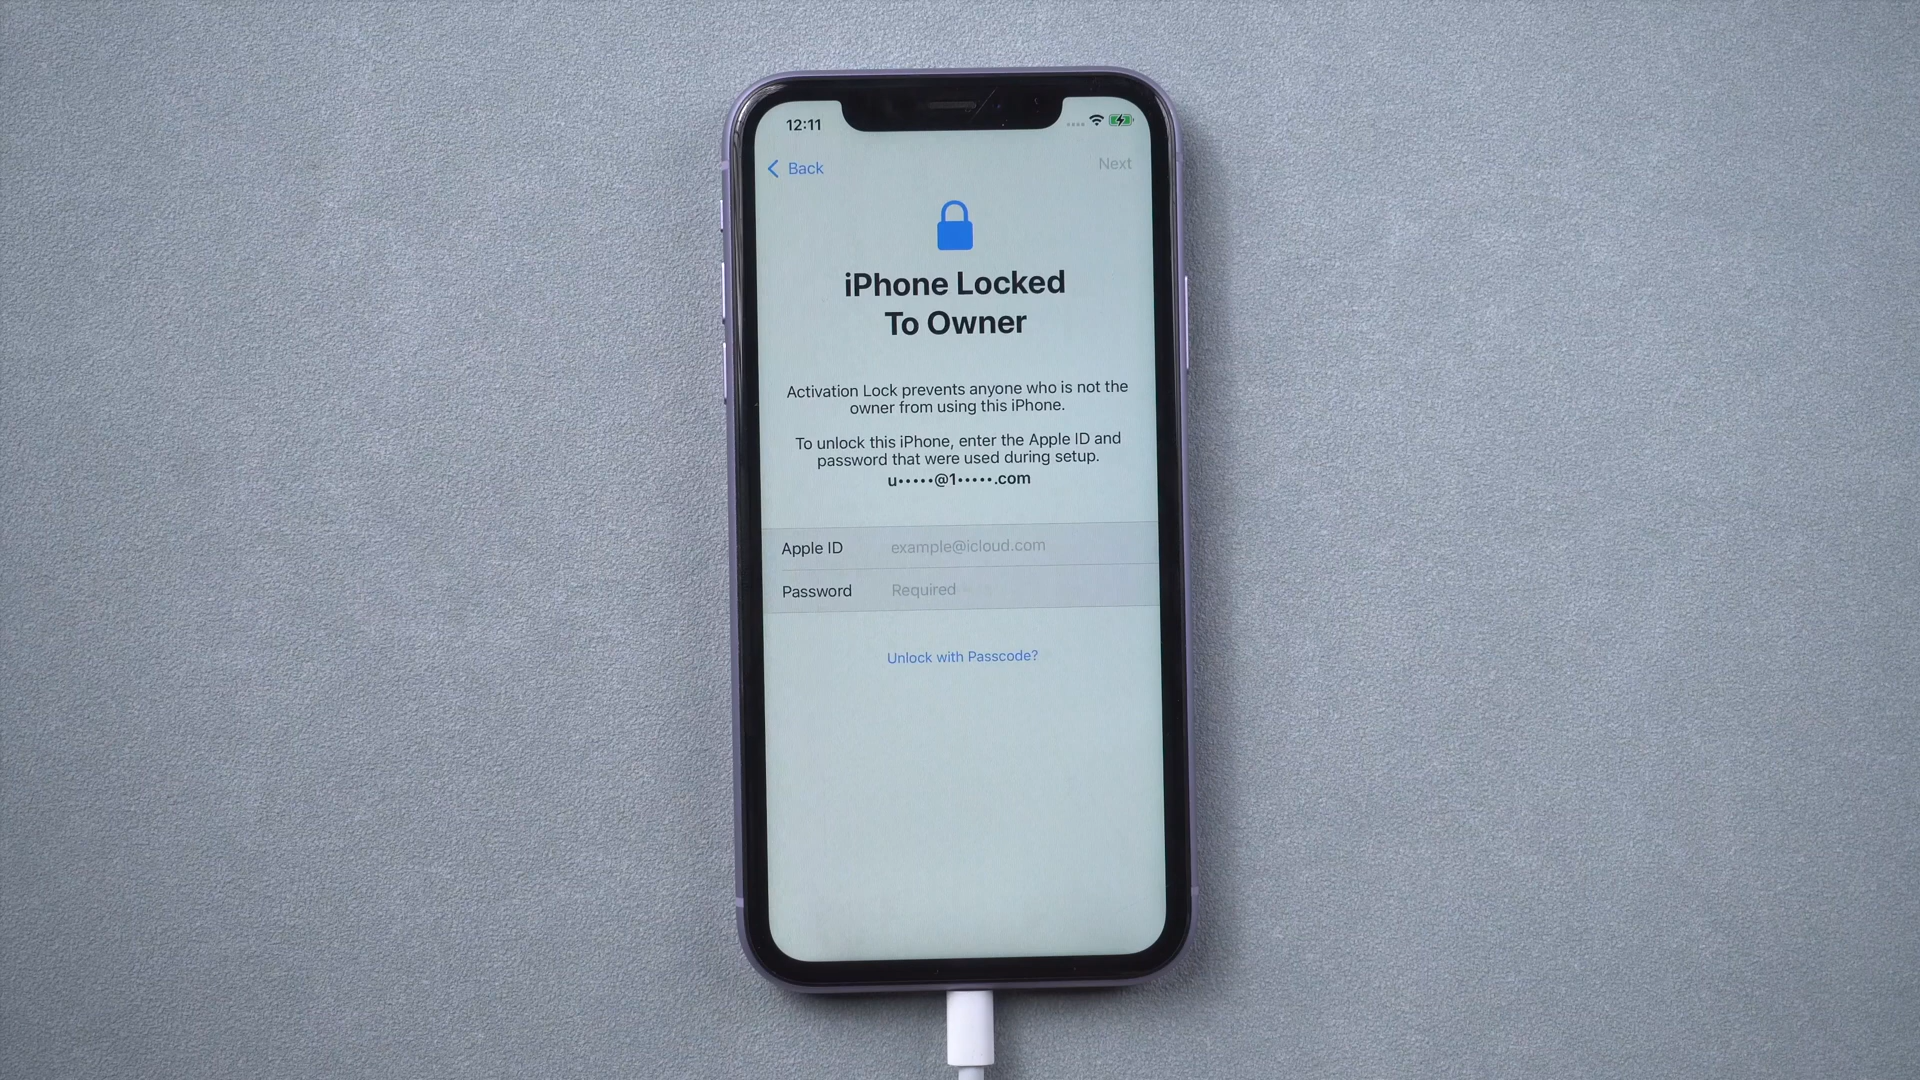 12:11
Back
Next
iPhone Locked
To Owner
Activation Lock prevents anyone who is not the
owner from using this iPhone.
To unlock this iPhone, enter the Apple ID and
password that were used during setup.
u•••••@1•••••.com
Apple ID example@icloud.com
Password Required
Unlock with Passcode?